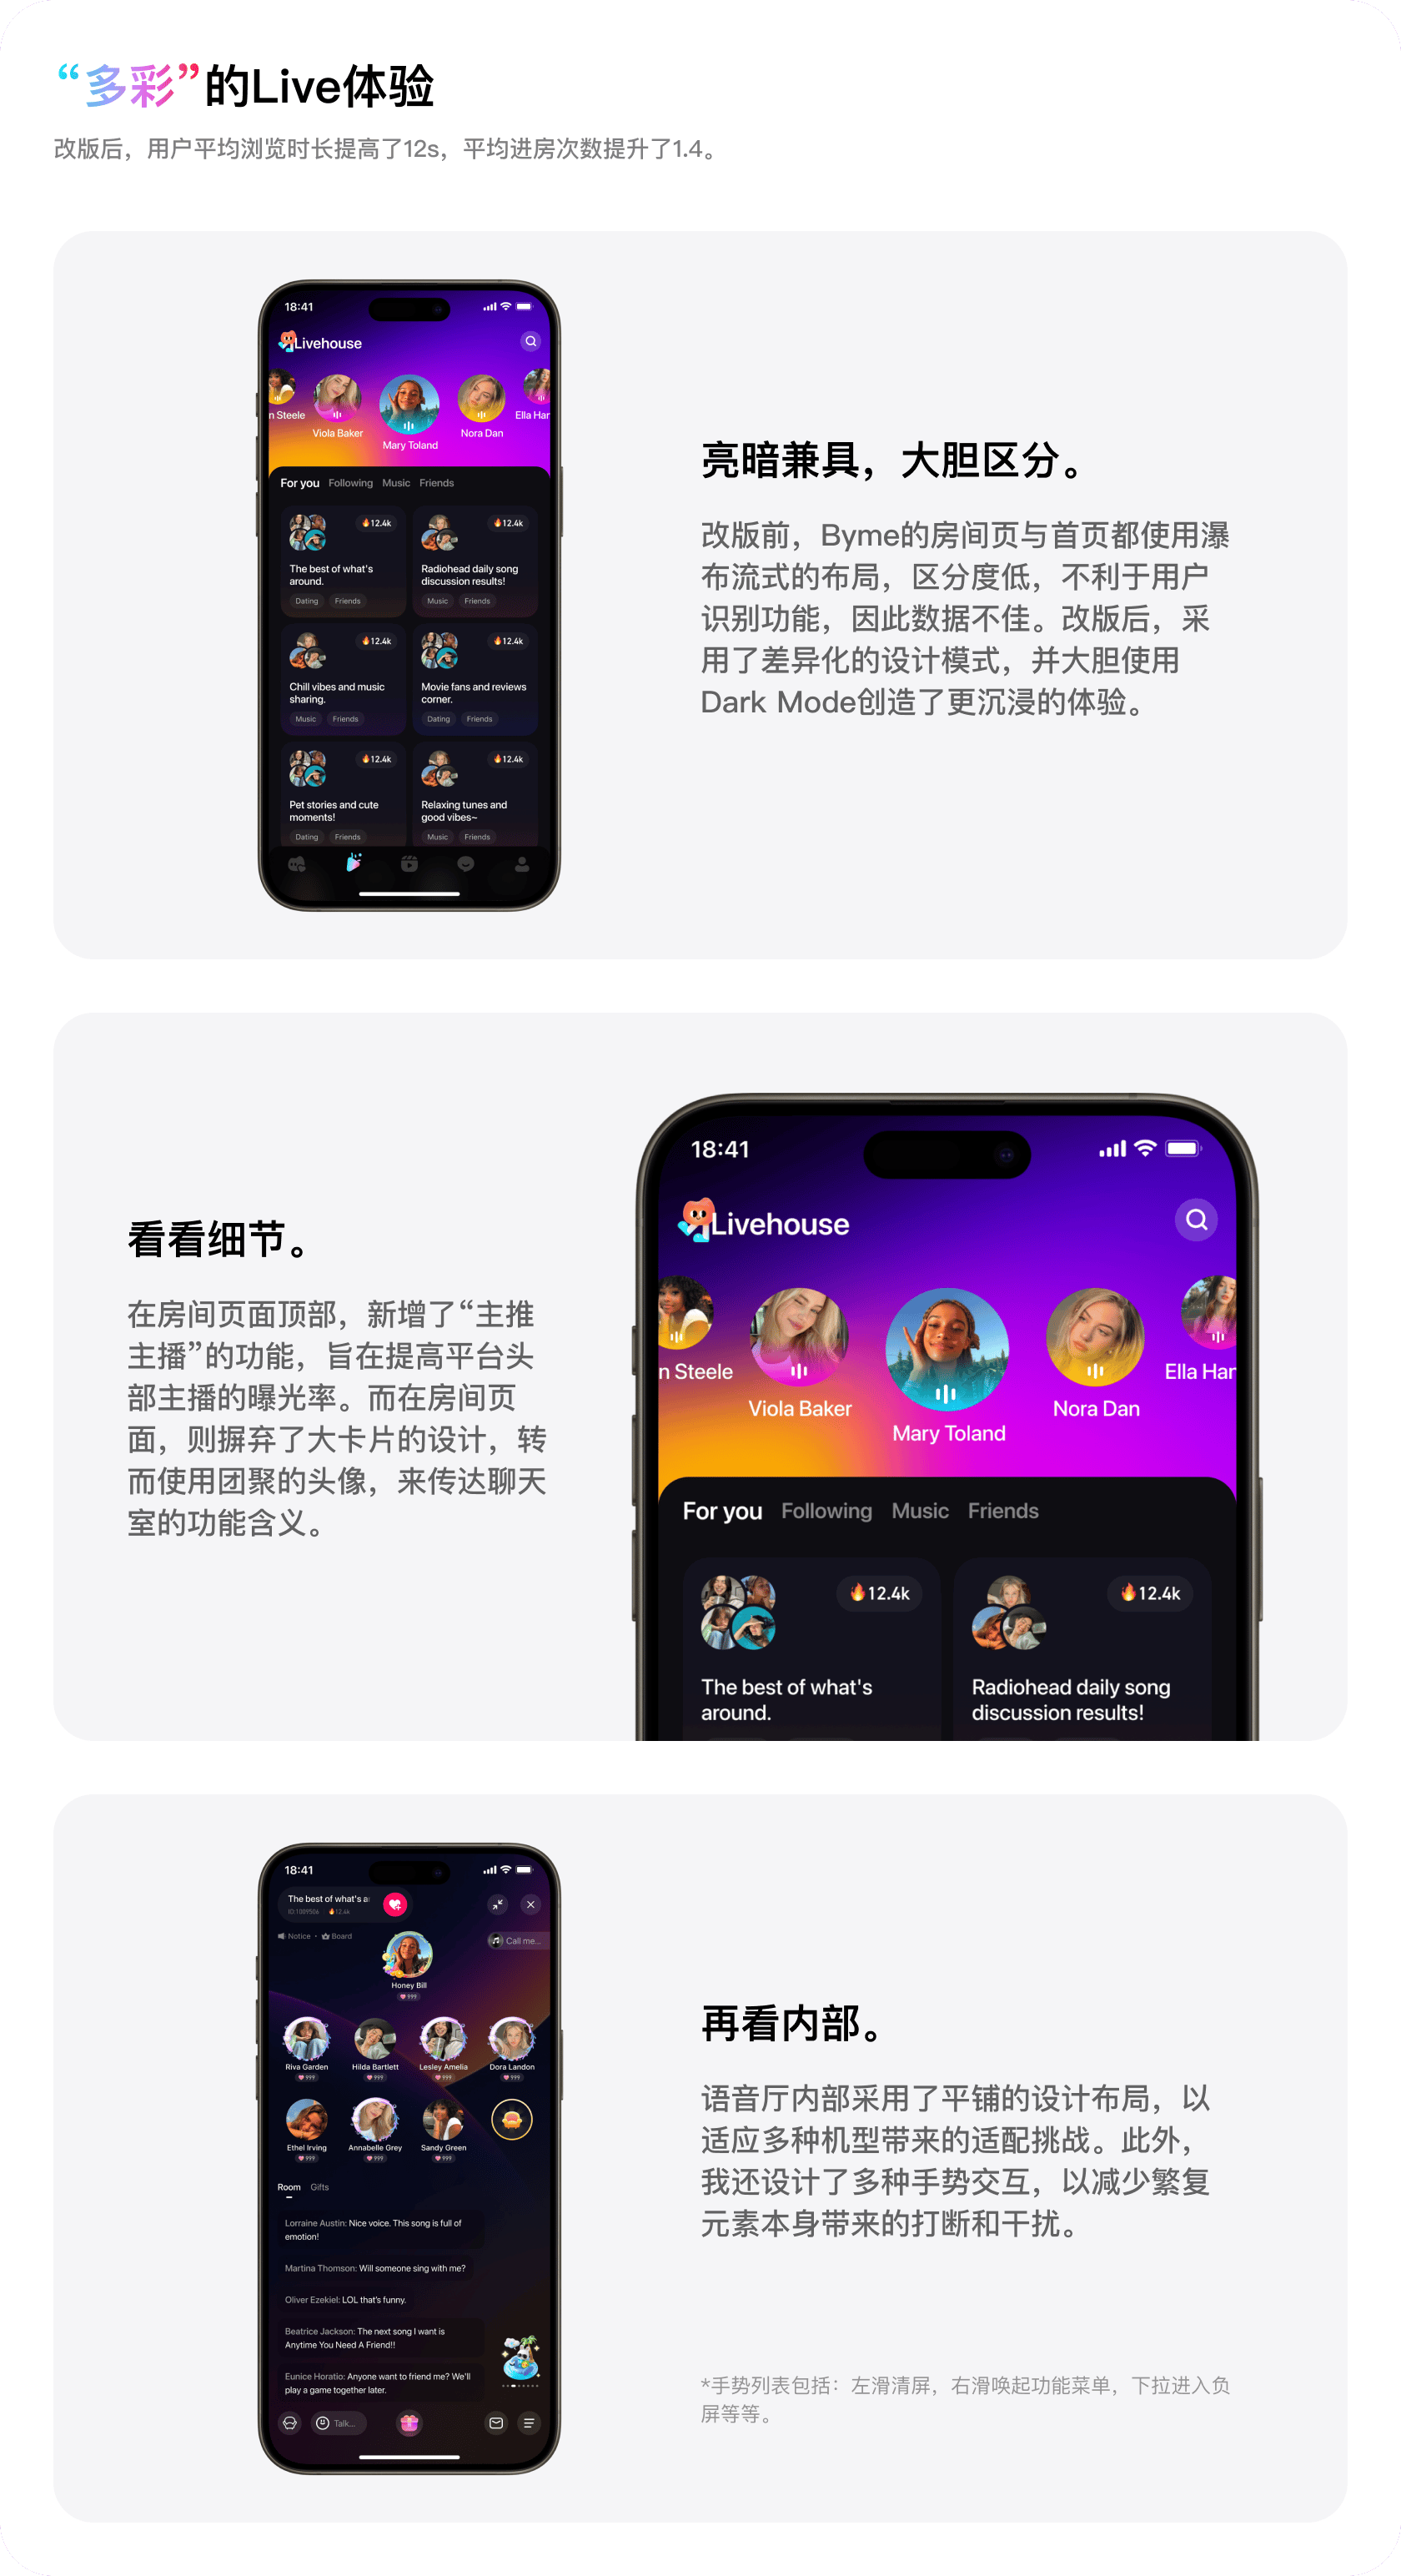 “多彩”的Live体验
改版后，用户平均浏览时长提高了12s，平均进房次数提升了1.4。
18:41
Livehouse
n Steele
Viola Baker
Mary Toland
Nora Dan
Ella Har
For you Following Music Friends
🔥12.4k
The best of what's
around.
Dating Friends
🔥12.4k
Radiohead daily song
discussion results!
Music Friends
🔥12.4k
Chill vibes and music
sharing.
Music Friends
🔥12.4k
Movie fans and reviews
corner.
Dating Friends
🔥12.4k
Pet stories and cute
moments!
Dating Friends
🔥12.4k
Relaxing tunes and
good vibes~
Music Friends
亮暗兼具，大胆区分。
改版前，Byme的房间页与首页都使用瀑
布流式的布局，区分度低，不利于用户
识别功能，因此数据不佳。改版后，采
用了差异化的设计模式，并大胆使用
Dark Mode创造了更沉浸的体验。
看看细节。
在房间页面顶部，新增了“主推
主播”的功能，旨在提高平台头
部主播的曝光率。而在房间页
面，则摒弃了大卡片的设计，转
而使用团聚的头像，来传达聊天
室的功能含义。
18:41
Livehouse
n Steele
Viola Baker
Mary Toland
Nora Dan
Ella Har
For you Following Music Friends
🔥12.4k
The best of what's
around.
🔥12.4k
Radiohead daily song
discussion results!
18:41
The best of what's a
ID:1009506 🔥12.4k
Notice · Board
Call me...
Honey Bill
999
Riva Garden
999
Hilda Bartlett
999
Lesley Amelia
999
Dora Landon
999
Ethel Irving
999
Annabelle Grey
999
Sandy Green
999
Room Gifts
Lorraine Austin: Nice voice. This song is full of
emotion!
Martina Thomson: Will someone sing with me?
Oliver Ezekiel: LOL that's funny.
Beatrice Jackson: The next song I want is
Anytime You Need A Friend!!
Eunice Horatio: Anyone want to friend me? We'll
play a game together later.
Talk...
再看内部。
语音厅内部采用了平铺的设计布局，以
适应多种机型带来的适配挑战。此外，
我还设计了多种手势交互，以减少繁复
元素本身带来的打断和干扰。
*手势列表包括：左滑清屏，右滑唤起功能菜单，下拉进入负
屏等等。